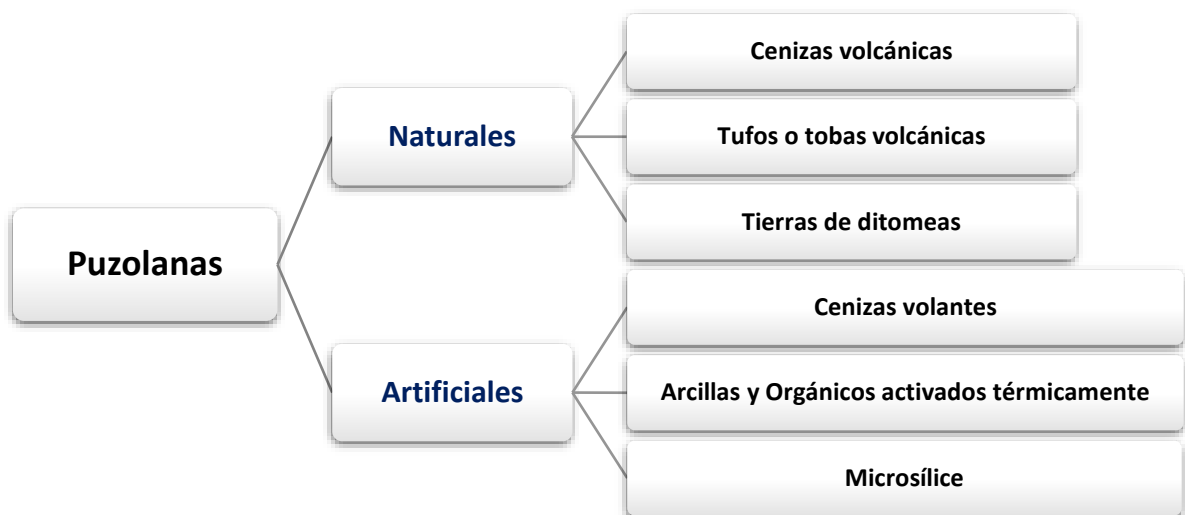 Puzolanas
Naturales
Cenizas volcánicas
Tufos o tobas volcánicas
Tierras de ditomeas
Artificiales
Cenizas volantes
Arcillas y Orgánicos activados térmicamente
Microsílice